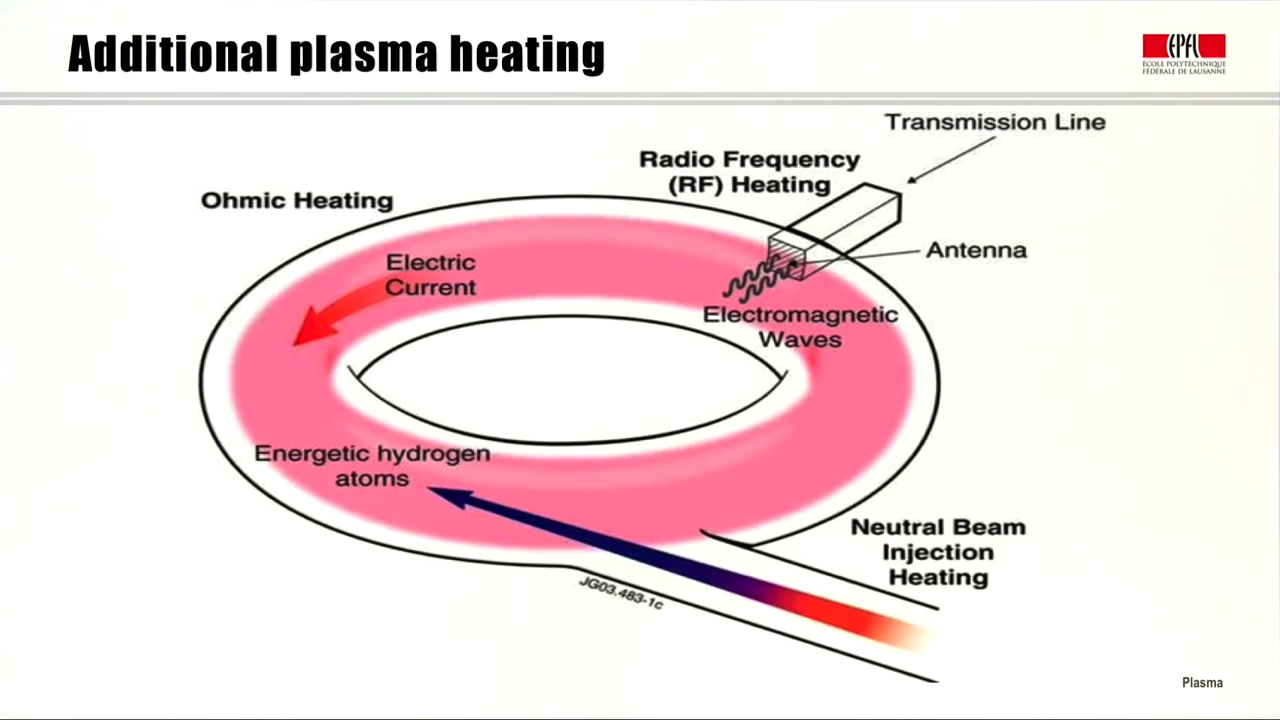 Additional plasma heating
EPFL
ÉCOLE POLYTECHNIQUE
FÉDÉRALE DE LAUSANNE
Transmission Line
Radio Frequency
(RF) Heating
Ohmic Heating
Antenna
Electric
Current
Electromagnetic
Waves
Energetic hydrogen
atoms
Neutral Beam
Injection
Heating
JG03.483-1c
Plasma